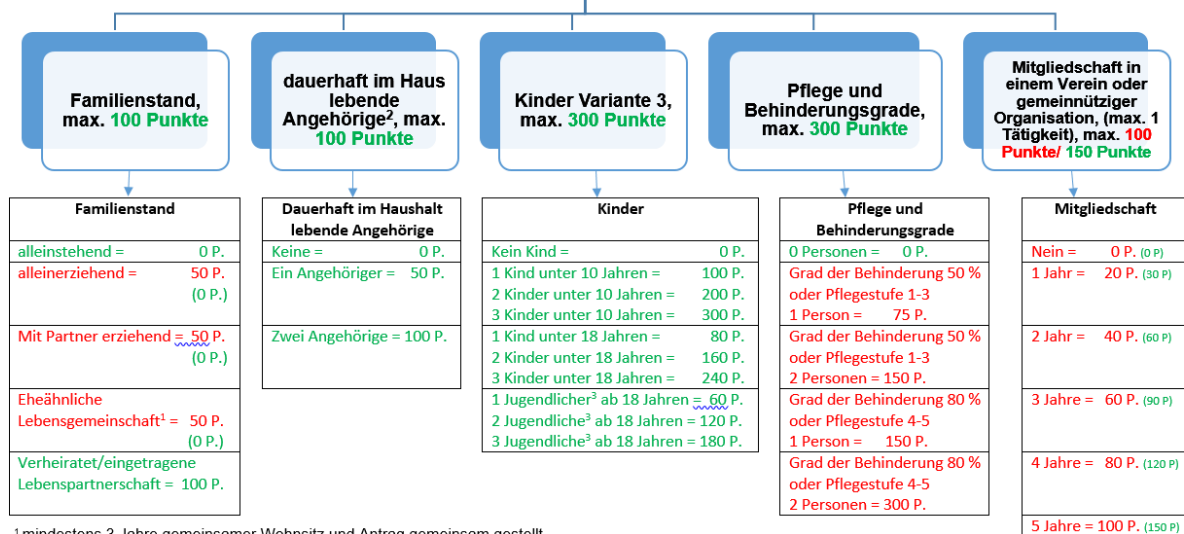 Familienstand,
max. 100 Punkte
dauerhaft im Haus
lebende
Angehörige², max.
100 Punkte
Kinder Variante 3,
max. 300 Punkte
Pflege und
Behinderungsgrade,
max. 300 Punkte
Mitgliedschaft in
einem Verein oder
gemeinnütziger
Organisation, (max. 1
Tätigkeit), max. 100
Punkte/ 150 Punkte
Familienstand
alleinstehend = 0 P.
alleinerziehend = 50 P.
(0 P.)
Mit Partner erziehend = 50 P.
(0 P.)
Eheähnliche
Lebensgemeinschaft¹ = 50 P.
(0 P.)
Verheiratet/eingetragene
Lebenspartnerschaft = 100 P.
Dauerhaft im Haushalt
lebende Angehörige
Keine = 0 P.
Ein Angehöriger = 50 P.
Zwei Angehörige = 100 P.
Kinder
Kein Kind = 0 P.
1 Kind unter 10 Jahren = 100 P.
2 Kinder unter 10 Jahren = 200 P.
3 Kinder unter 10 Jahren = 300 P.
1 Kind unter 18 Jahren = 80 P.
2 Kinder unter 18 Jahren = 160 P.
3 Kinder unter 18 Jahren = 240 P.
1 Jugendlicher³ ab 18 Jahren = 60 P.
2 Jugendliche³ ab 18 Jahren = 120 P.
3 Jugendliche³ ab 18 Jahren = 180 P.
Pflege und
Behinderungsgrade
0 Personen = 0 P.
Grad der Behinderung 50 %
oder Pflegestufe 1-3
1 Person = 75 P.
Grad der Behinderung 50 %
oder Pflegestufe 1-3
2 Personen = 150 P.
Grad der Behinderung 80 %
oder Pflegestufe 4-5
1 Person = 150 P.
Grad der Behinderung 80 %
oder Pflegestufe 4-5
2 Personen = 300 P.
Mitgliedschaft
Nein = 0 P. (0 P)
1 Jahr = 20 P. (30 P)
2 Jahr = 40 P. (60 P)
3 Jahre = 60 P. (90 P)
4 Jahre = 80 P. (120 P)
5 Jahre = 100 P. (150 P)
¹ mindestens 3 Jahre gemeinsamer Wohnsitz und Antrag gemeinsam gestellt